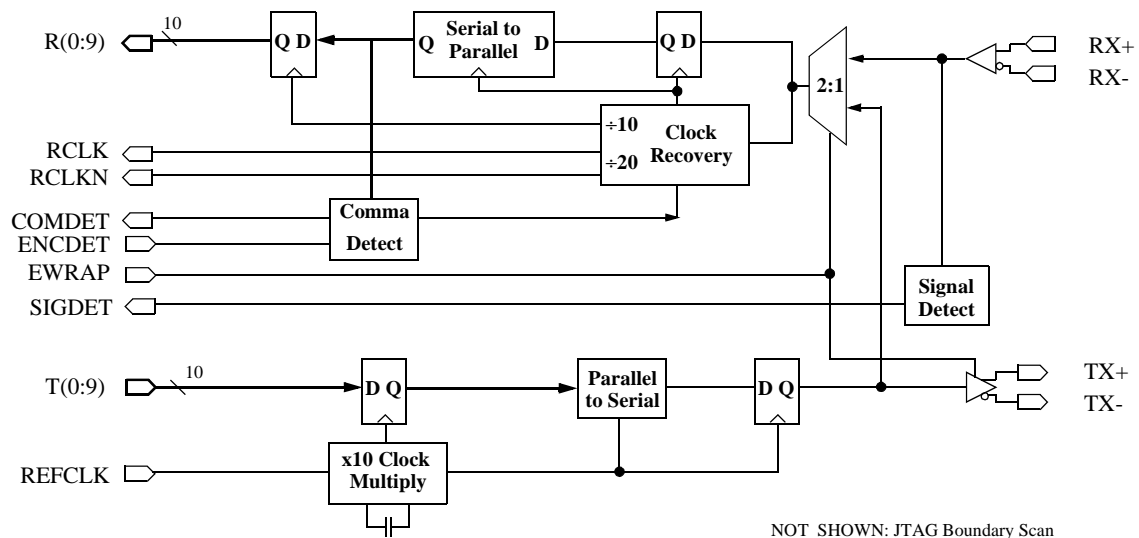 10
R(0:9)
Q D
Serial to
Q Parallel D
Q D
2:1
RX+
RX-
÷10
Clock
Recovery
÷20
RCLK
RCLKN
COMDET
ENCDET
Comma
Detect
EWRAP
SIGDET
Signal
Detect
T(0:9)
10
D Q
Parallel
to Serial
D Q
TX+
TX-
REFCLK
x10 Clock
Multiply
NOT SHOWN: JTAG Boundary Scan